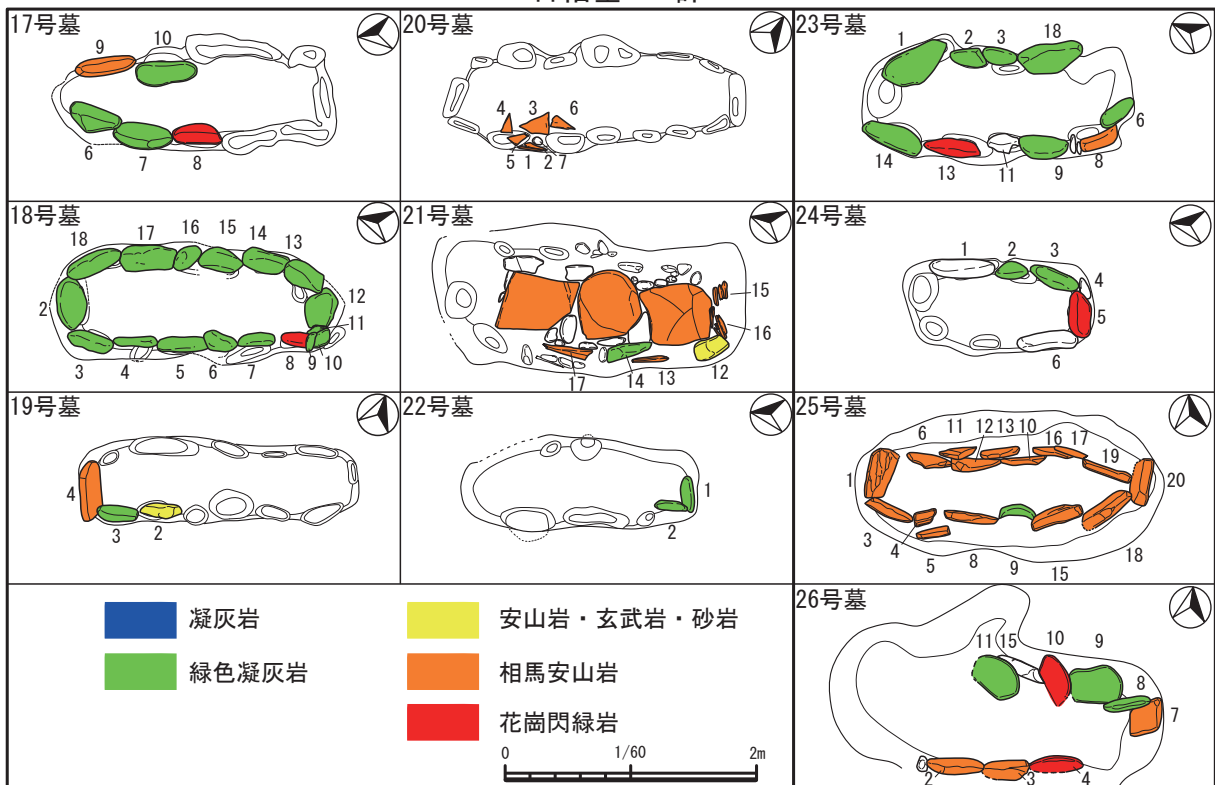 17号墓
9 10
6 7 8
20号墓
4 3 6
5 1 2 7
23号墓
1 2 3 18
6
14 13 11 9 8
18号墓
18 17 16 15 14 13
2 12
11
3 4 5 6 7 8 9 10
21号墓
15
16
17 14 13 12
24号墓
1 2 3
4
5
6
19号墓
4
3 2
22号墓
1
2
25号墓
6 11 12 13 10 16 17
1 19 20
3 4 5 8 9 15 18
26号墓
11 15 10 9
8
7
2 3 4
凝灰岩
緑色凝灰岩
安山岩・玄武岩・砂岩
相馬安山岩
花崗閃緑岩
0 1/60 2m